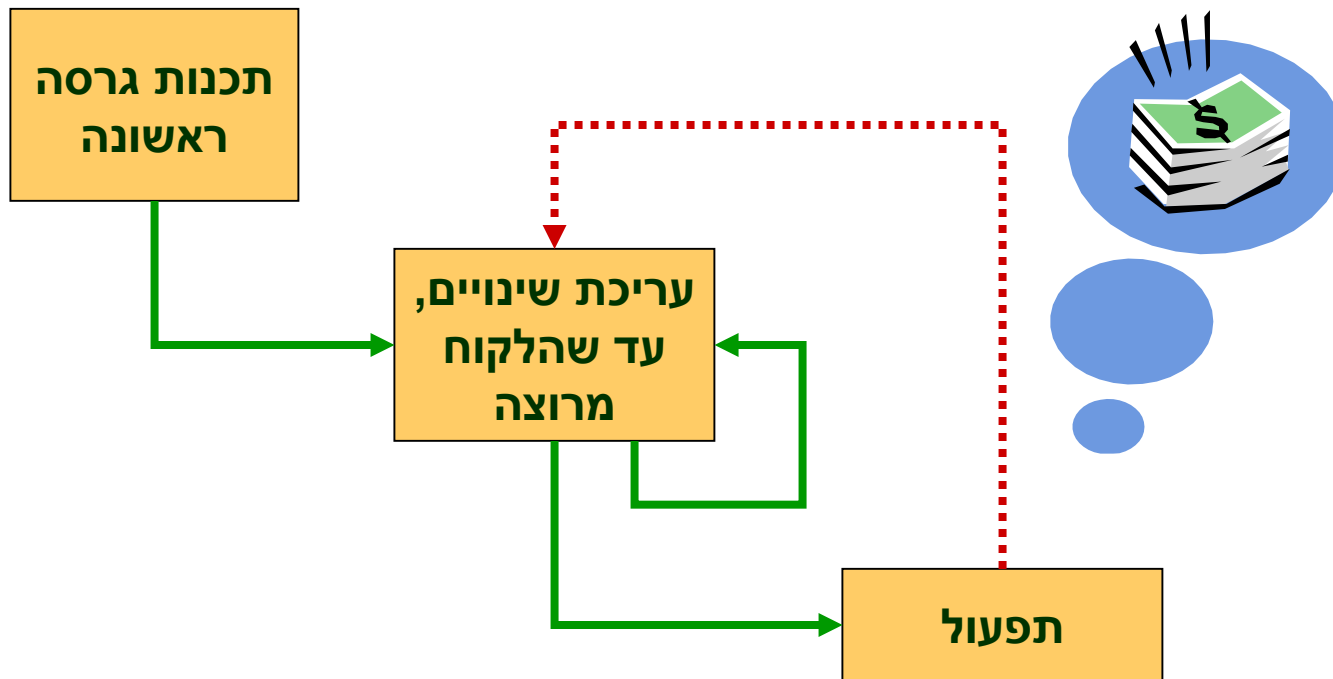 תכנות גרסה
ראשונה
$
עריכת שינויים,
עד שהלקוח
מרוצה
תפעול